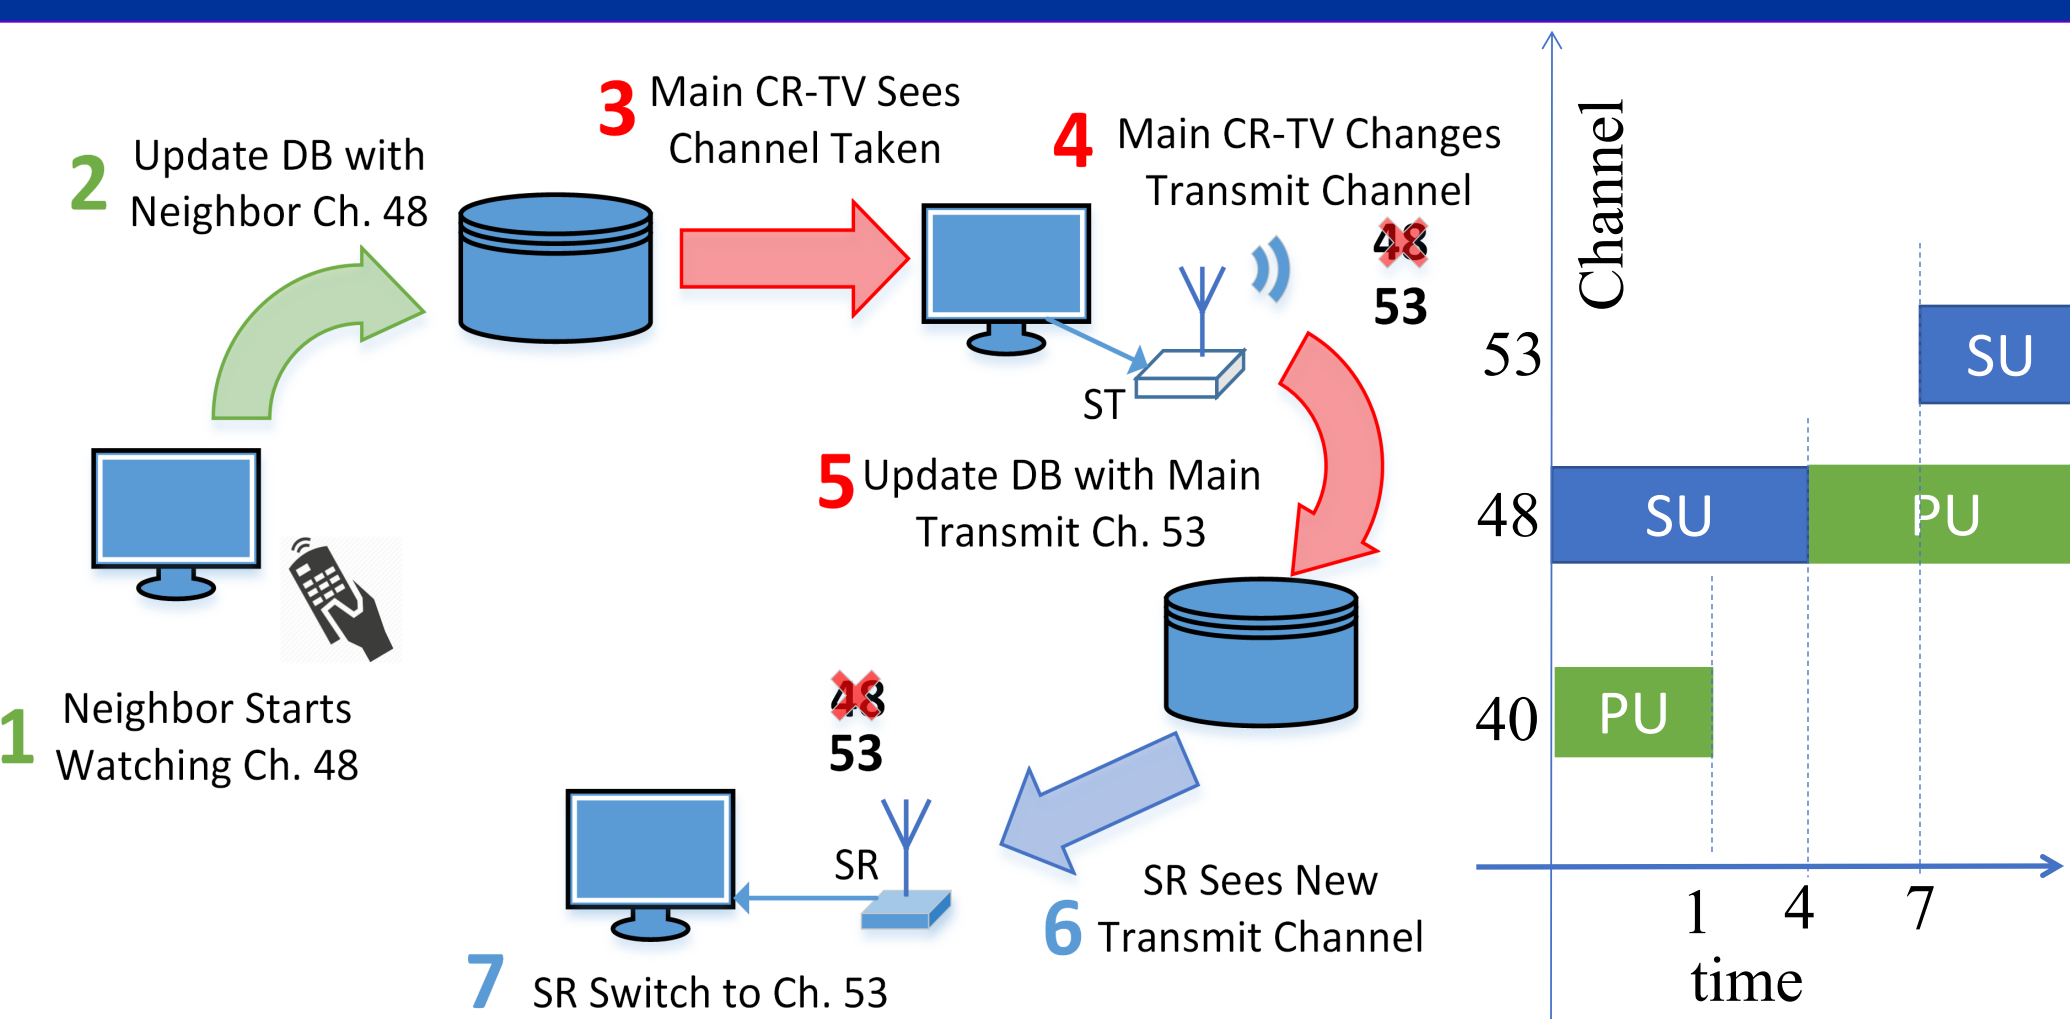 1 Neighbor Starts
Watching Ch. 48
2 Update DB with
Neighbor Ch. 48
3 Main CR-TV Sees
Channel Taken
4 Main CR-TV Changes
Transmit Channel
48
53
ST
5 Update DB with Main
Transmit Ch. 53
6 SR Sees New
Transmit Channel
48
53
SR
7 SR Switch to Ch. 53
Channel
53
SU
48
SU
PU
40
PU
1
4
7
time